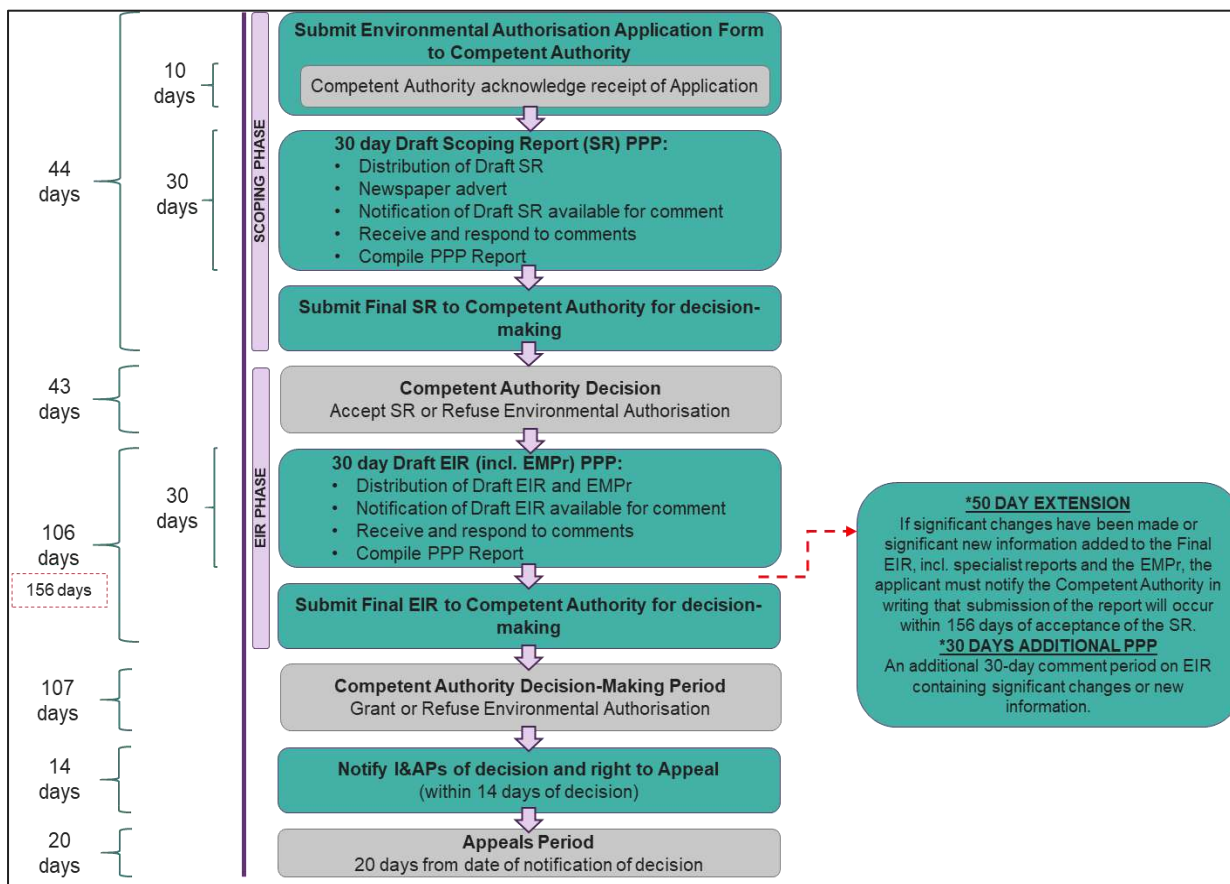 44
days
10
days
30
days
SCOPING PHASE
Submit Environmental Authorisation Application Form
to Competent Authority
Competent Authority acknowledge receipt of Application
30 day Draft Scoping Report (SR) PPP:
• Distribution of Draft SR
• Newspaper advert
• Notification of Draft SR available for comment
• Receive and respond to comments
• Compile PPP Report
Submit Final SR to Competent Authority for decision-
making
43
days
EIR PHASE
Competent Authority Decision
Accept SR or Refuse Environmental Authorisation
106
days
156 days
30
days
30 day Draft EIR (incl. EMPr) PPP:
• Distribution of Draft EIR and EMPr
• Notification of Draft EIR available for comment
• Receive and respond to comments
• Compile PPP Report
Submit Final EIR to Competent Authority for decision-
making
*50 DAY EXTENSION
If significant changes have been made or
significant new information added to the Final
EIR, incl. specialist reports and the EMPr, the
applicant must notify the Competent Authority in
writing that submission of the report will occur
within 156 days of acceptance of the SR.
*30 DAYS ADDITIONAL PPP
An additional 30-day comment period on EIR
containing significant changes or new
information.
107
days
Competent Authority Decision-Making Period
Grant or Refuse Environmental Authorisation
14
days
Notify I&APs of decision and right to Appeal
(within 14 days of decision)
20
days
Appeals Period
20 days from date of notification of decision